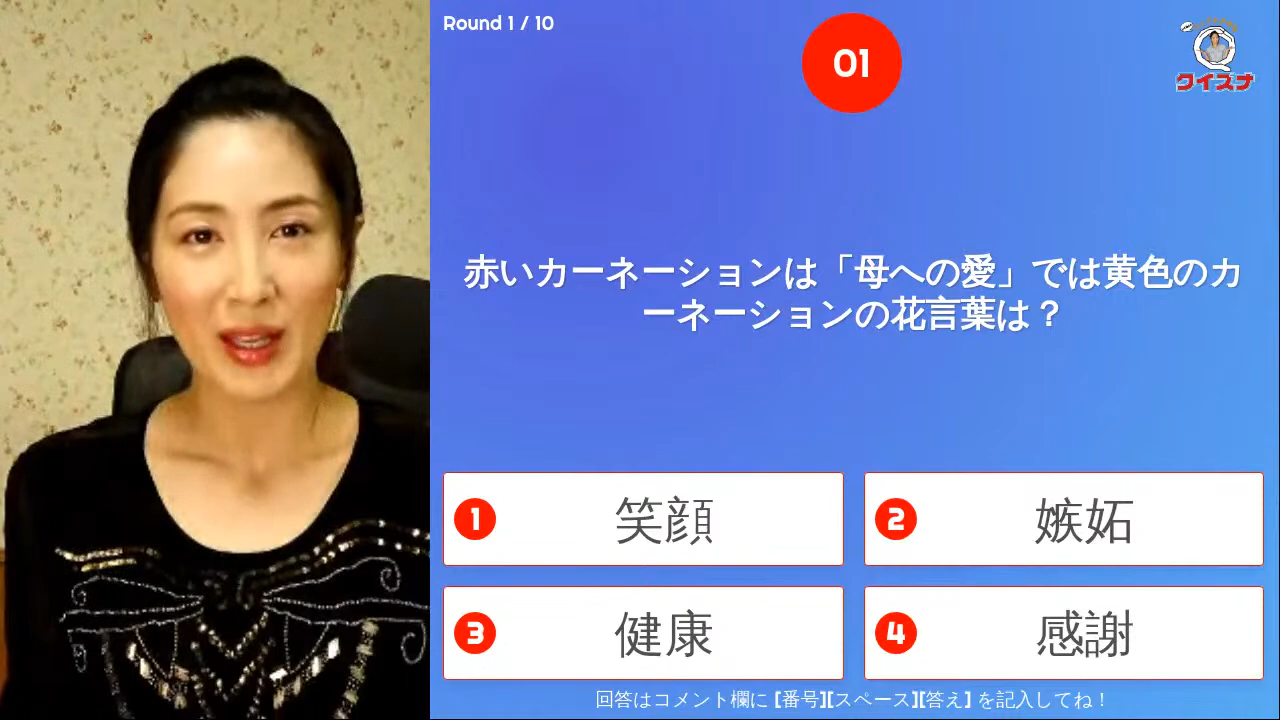 Round 1 / 10
01
クイズナ
赤いカーネーションは「母への愛」では黄色のカ
ーネーションの花言葉は？
1 笑顔
2 嫉妬
3 健康
4 感謝
回答はコメント欄に [番号][スペース][答え] を記入してね！